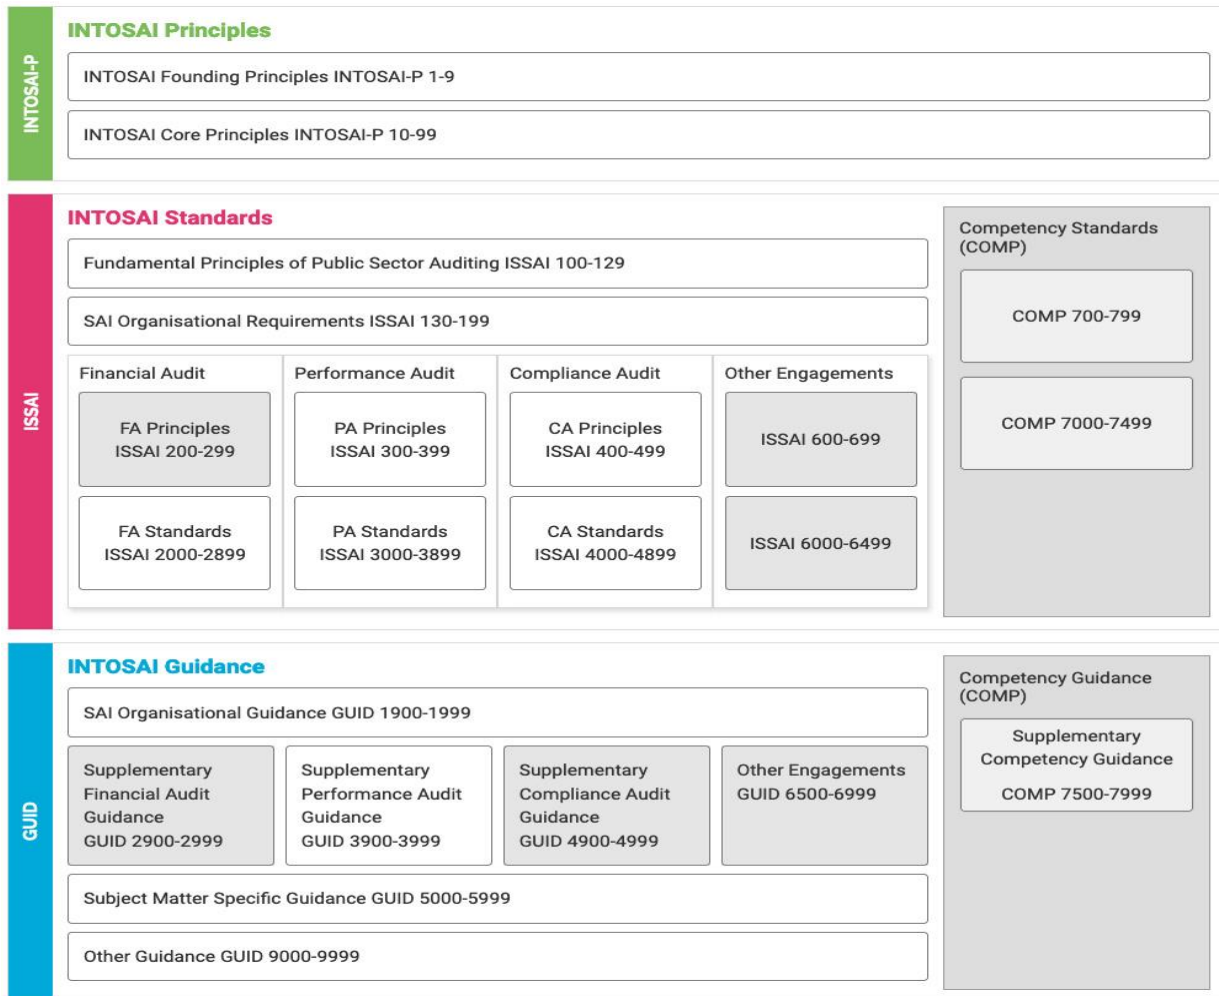 INTOSAI-P
INTOSAI Principles
INTOSAI Founding Principles INTOSAI-P 1-9
INTOSAI Core Principles INTOSAI-P 10-99
ISSAI
INTOSAI Standards
Fundamental Principles of Public Sector Auditing ISSAI 100-129
SAI Organisational Requirements ISSAI 130-199
Financial Audit
FA Principles
ISSAI 200-299
FA Standards
ISSAI 2000-2899
Performance Audit
PA Principles
ISSAI 300-399
PA Standards
ISSAI 3000-3899
Compliance Audit
CA Principles
ISSAI 400-499
CA Standards
ISSAI 4000-4899
Other Engagements
ISSAI 600-699
ISSAI 6000-6499
Competency Standards
(COMP)
COMP 700-799
COMP 7000-7499
GUID
INTOSAI Guidance
SAI Organisational Guidance GUID 1900-1999
Supplementary
Financial Audit
Guidance
GUID 2900-2999
Supplementary
Performance Audit
Guidance
GUID 3900-3999
Supplementary
Compliance Audit
Guidance
GUID 4900-4999
Other Engagements
GUID 6500-6999
Subject Matter Specific Guidance GUID 5000-5999
Other Guidance GUID 9000-9999
Competency Guidance
(COMP)
Supplementary
Competency Guidance
COMP 7500-7999